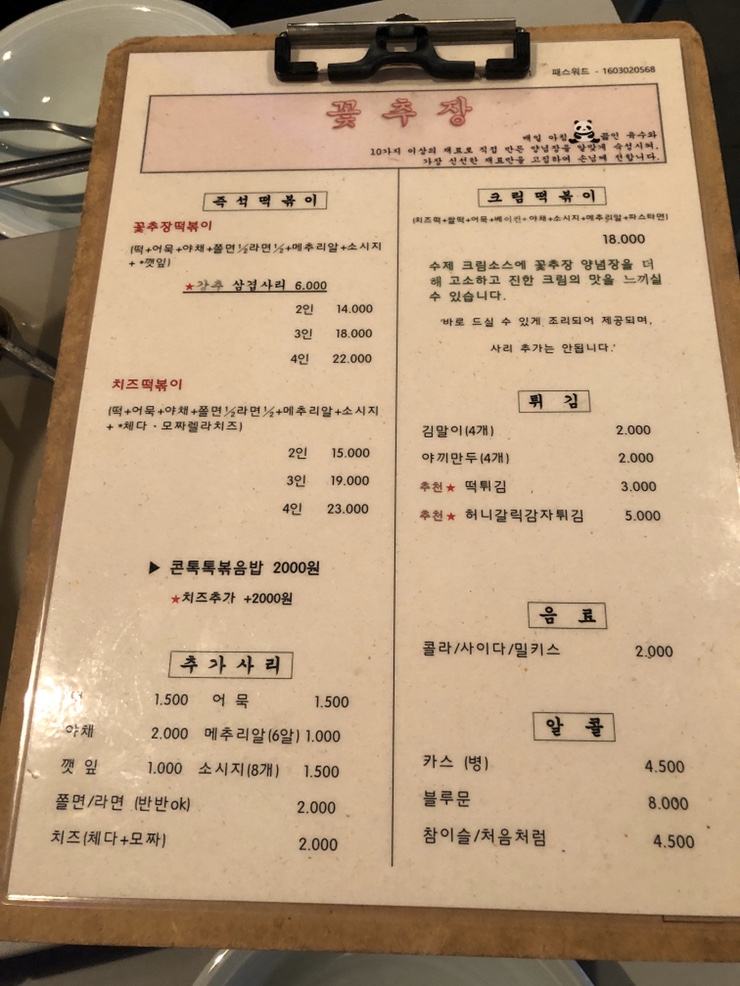 패스워드 - 1603020568
꽃추장
매일 아침 끓인 육수와
10가지 이상의 재료로 직접 만든 양념장을 알맞게 숙성시켜,
가장 신선한 재료만을 고집하여 손님께 전합니다.
즉석떡볶이
꽃추장떡볶이
(떡+어묵+야채+쫄면½라면½+메추리알+소시지
+ *깻잎)
★강추 삼겹사리 6.000
2인 14.000
3인 18.000
4인 22.000
치즈떡볶이
(떡+어묵+야채+쫄면½라면½+메추리알+소시지
+ *체다 · 모짜렐라치즈)
2인 15.000
3인 19.000
4인 23.000
▶ 콘톡톡볶음밥 2000원
★치즈추가 +2000원
추가사리
1.500 어묵 1.500
야채 2.000 메추리알(6알) 1.000
깻잎 1.000 소시지(8개) 1.500
쫄면/라면 (반반ok) 2.000
치즈(체다+모짜) 2.000
크림떡볶이
(치즈떡+쌀떡+어묵+베이컨+야채+소시지+메추리알+파스타면)
18.000
수제 크림소스에 꽃추장 양념장을 더
해 고소하고 진한 크림의 맛을 느끼실
수 있습니다.
'바로 드실 수 있게 조리되어 제공되며,
사리 추가는 안됩니다.'
튀김
김말이(4개) 2.000
야끼만두(4개) 2.000
추천★ 떡튀김 3.000
추천★ 허니갈릭감자튀김 5.000
음료
콜라/사이다/밀키스 2.000
알콜
카스 (병) 4.500
블루문 8.000
참이슬/처음처럼 4.500